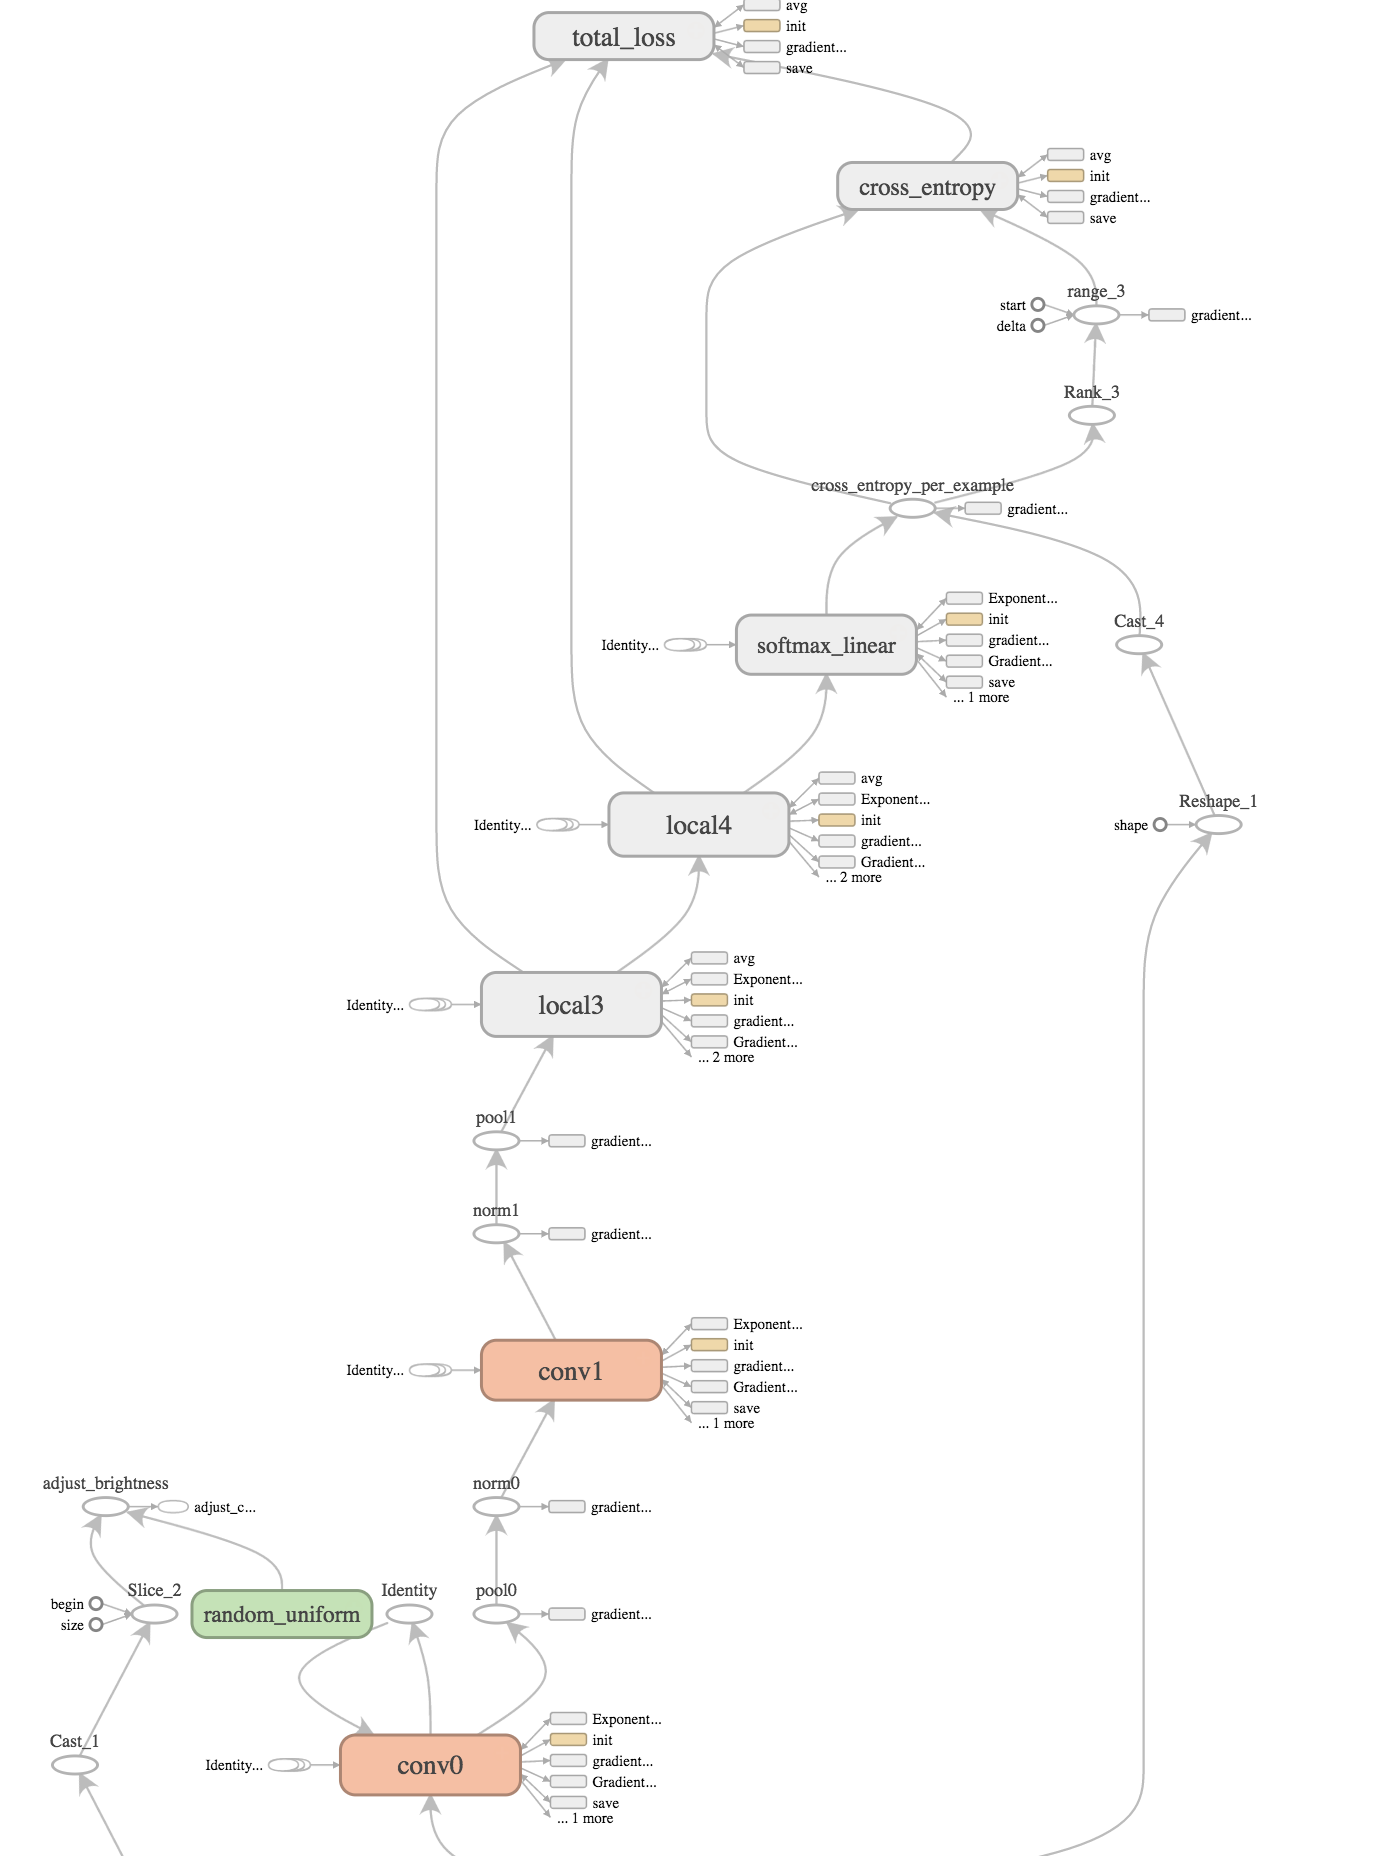 avg
total_loss
init
gradient...
save
avg
cross_entropy
init
gradient...
save
range_3
start
delta
gradient...
Rank_3
cross_entropy_per_example
gradient...
Exponent...
init
Identity...
softmax_linear
gradient...
Gradient...
save
... 1 more
Cast_4
avg
Exponent...
init
Identity...
local4
gradient...
Gradient...
... 2 more
Reshape_1
shape
avg
Exponent...
init
Identity...
local3
gradient...
Gradient...
... 2 more
pool1
gradient...
norm1
gradient...
Exponent...
init
Identity...
conv1
gradient...
Gradient...
save
... 1 more
adjust_brightness
adjust_c...
norm0
gradient...
Slice_2
begin
size
random_uniform
Identity
pool0
gradient...
Cast_1
Exponent...
init
Identity...
conv0
gradient...
Gradient...
save
... 1 more